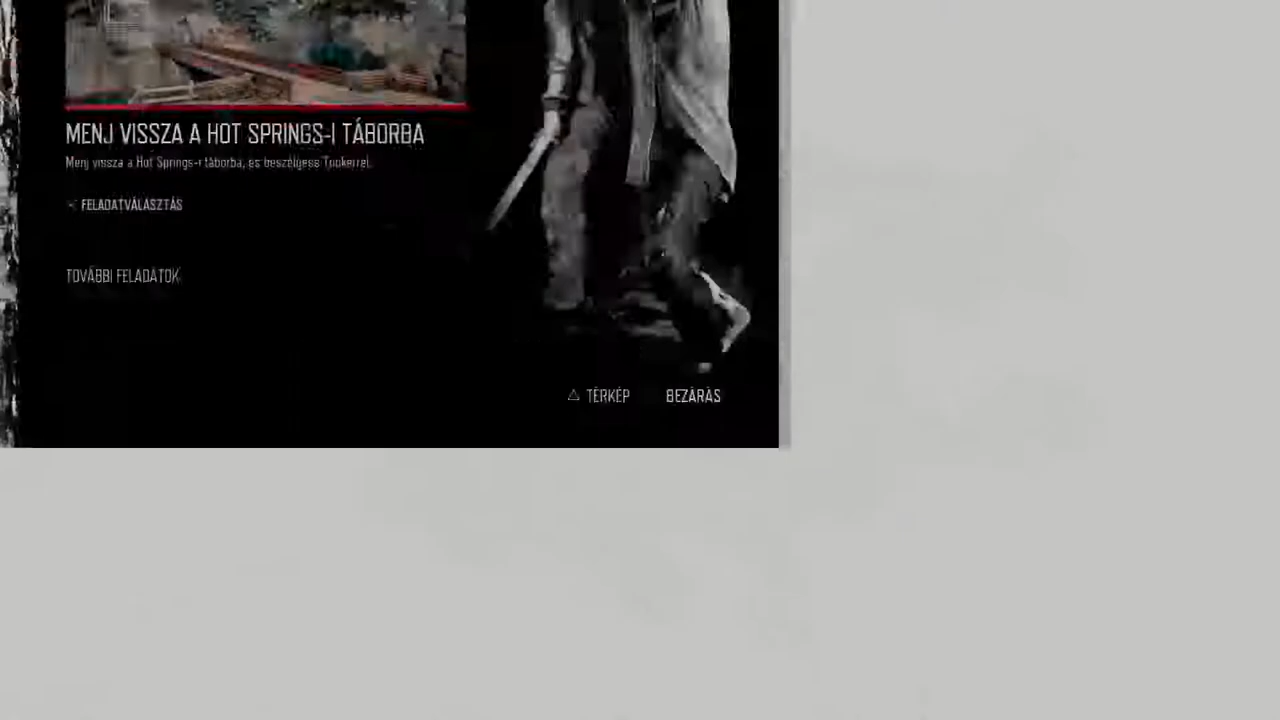 MENJ VISSZA A HOT SPRINGS-I TÁBORBA
Menj vissza a Hot Springs-i táborba, és beszélgess Tuckerrel.
FELADATVÁLASZTÁS
TOVÁBBI FELADATOK
△ TÉRKÉP BEZÁRÁS